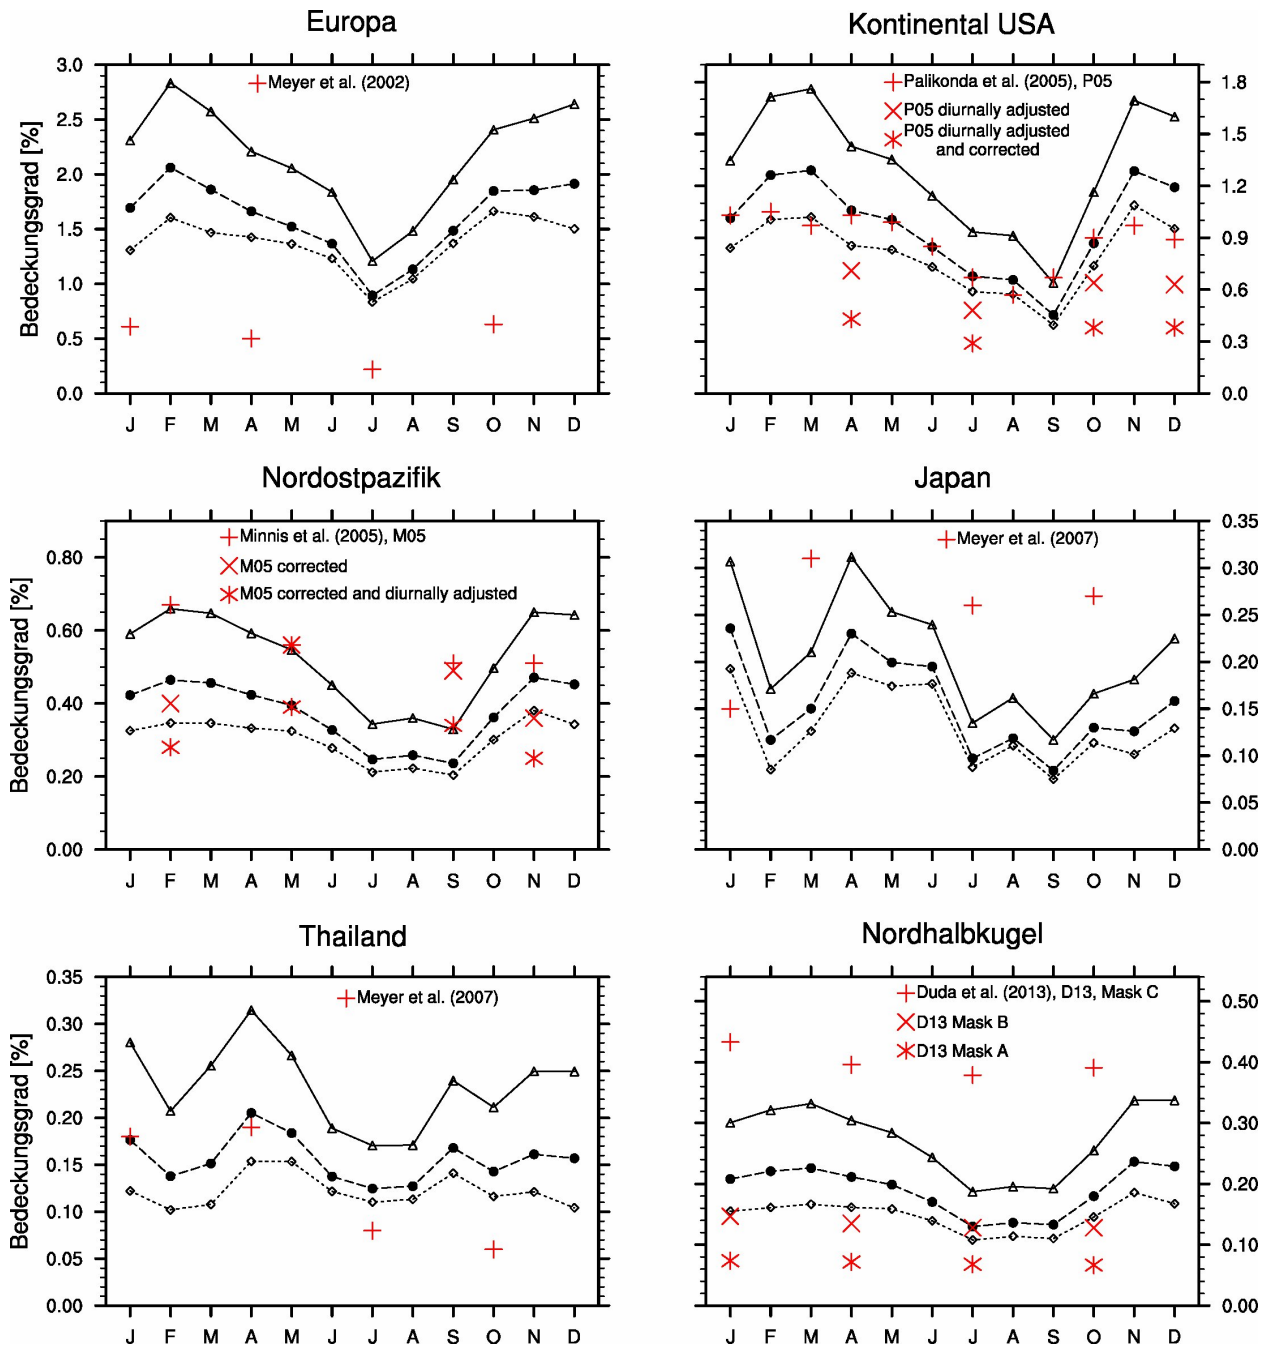 Europa
Meyer et al. (2002)
Bedeckungsgrad [%]
3.0
2.5
2.0
1.5
1.0
0.5
0.0
J F M A M J J A S O N D
Kontinental USA
Palikonda et al. (2005), P05
P05 diurnally adjusted
P05 diurnally adjusted
and corrected
1.8
1.5
1.2
0.9
0.6
0.3
0.0
J F M A M J J A S O N D
Nordostpazifik
Minnis et al. (2005), M05
M05 corrected
M05 corrected and diurnally adjusted
Bedeckungsgrad [%]
0.80
0.60
0.40
0.20
0.00
J F M A M J J A S O N D
Japan
Meyer et al. (2007)
0.35
0.30
0.25
0.20
0.15
0.10
0.05
0.00
J F M A M J J A S O N D
Thailand
Meyer et al. (2007)
Bedeckungsgrad [%]
0.35
0.30
0.25
0.20
0.15
0.10
0.05
0.00
J F M A M J J A S O N D
Nordhalbkugel
Duda et al. (2013), D13, Mask C
D13 Mask B
D13 Mask A
0.50
0.40
0.30
0.20
0.10
0.00
J F M A M J J A S O N D